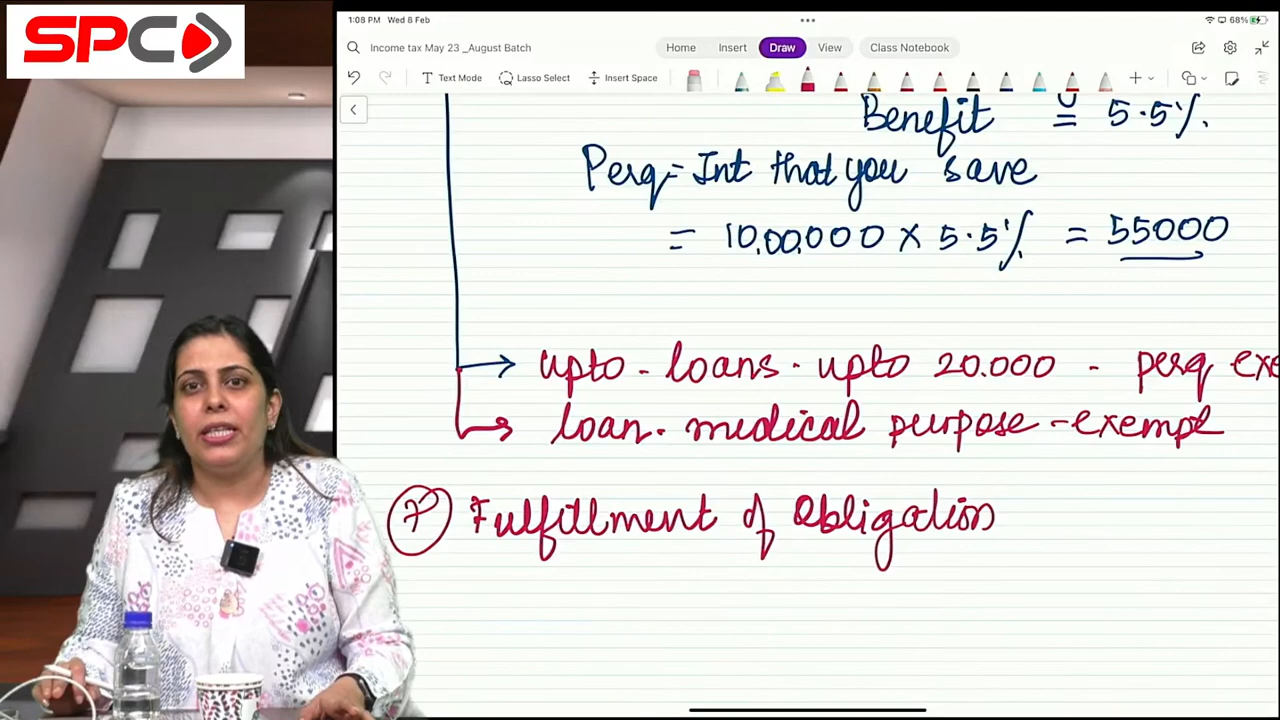 SPC
1:08 PM Wed 8 Feb
68%
Income tax May 23 _August Batch
Home Insert Draw View Class Notebook
Text Mode Lasso Select Insert Space
Benefit = 5.5%.
Perq = Int that you save
= 10,00,000 × 5.5% = 55000
upto - loans. upto 20.000 - perq exe
loan. medical purpose - exempt
7 Fulfillment of Obligation